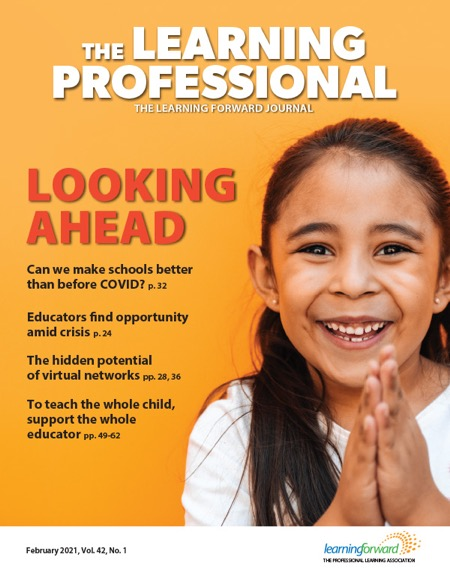 THE LEARNING
PROFESSIONAL
THE LEARNING FORWARD JOURNAL
LOOKING
AHEAD
Can we make schools better
than before COVID? p. 32
Educators find opportunity
amid crisis p. 24
The hidden potential
of virtual networks pp. 28, 36
To teach the whole child,
support the whole
educator pp. 49-62
February 2021, Vol. 42, No. 1
learningforward
THE PROFESSIONAL LEARNING ASSOCIATION